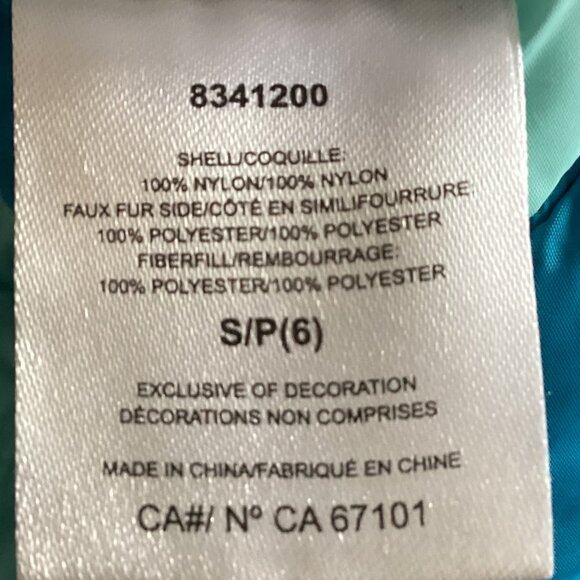 8341200
SHELL/COQUILLE:
100% NYLON/100% NYLON
FAUX FUR SIDE/CÔTÉ EN SIMILIFOURRURE:
100% POLYESTER/100% POLYESTER
FIBERFILL/REMBOURRAGE:
100% POLYESTER/100% POLYESTER
S/P(6)
EXCLUSIVE OF DECORATION
DÉCORATIONS NON COMPRISES
MADE IN CHINA/FABRIQUÉ EN CHINE
CA#/ Nº CA 67101